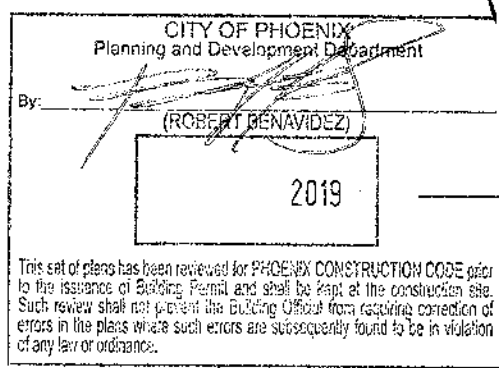 CITY OF PHOENIX
Planning and Development Department
By:
(ROBERT BENAVIDEZ)
2019
This set of plans has been reviewed for PHOENIX CONSTRUCTION CODE prior
to the issuance of Building Permit and shall be kept at the construction site.
Such review shall not prevent the Building Official from requiring correction of
errors in the plans where such errors are subsequently found to be in violation
of any law or ordinance.